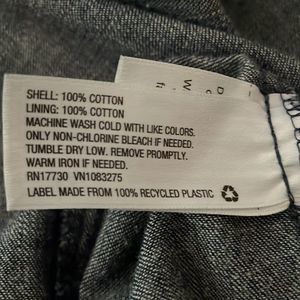 SHELL: 100% COTTON
LINING: 100% COTTON
MACHINE WASH COLD WITH LIKE COLORS.
ONLY NON-CHLORINE BLEACH IF NEEDED.
TUMBLE DRY LOW. REMOVE PROMPTLY.
WARM IRON IF NEEDED.
RN17730 VN1083275
LABEL MADE FROM 100% RECYCLED PLASTIC